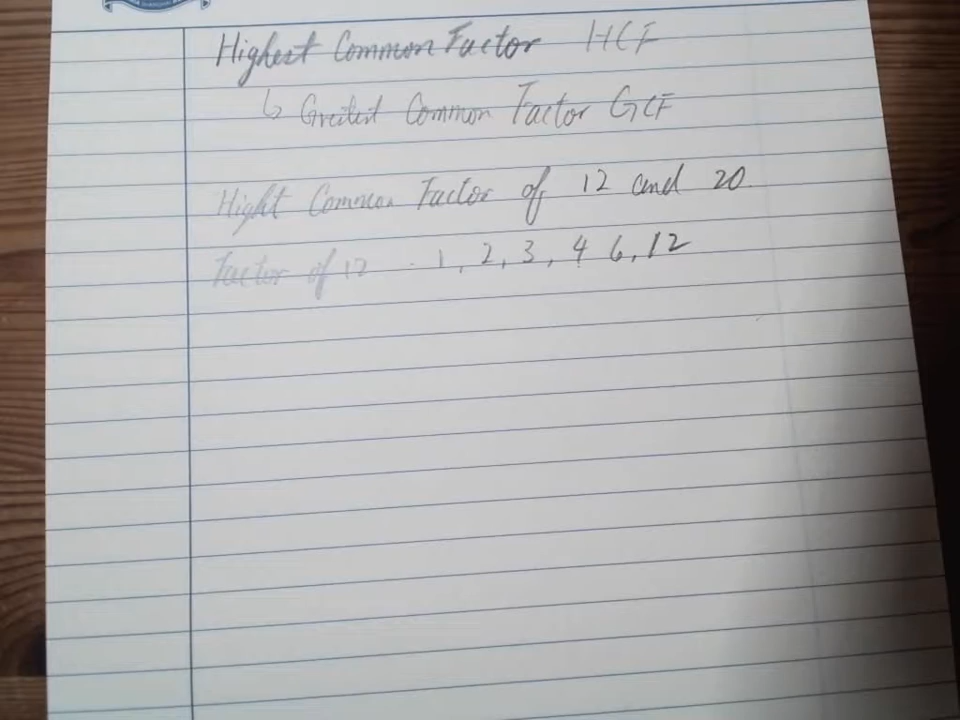 Highest Common Factor HCF
↳ Greatest Common Factor GCF
Hight Common Factor of 12 and 20.
Factor of 12 . 1, 2, 3, 4 6, 12